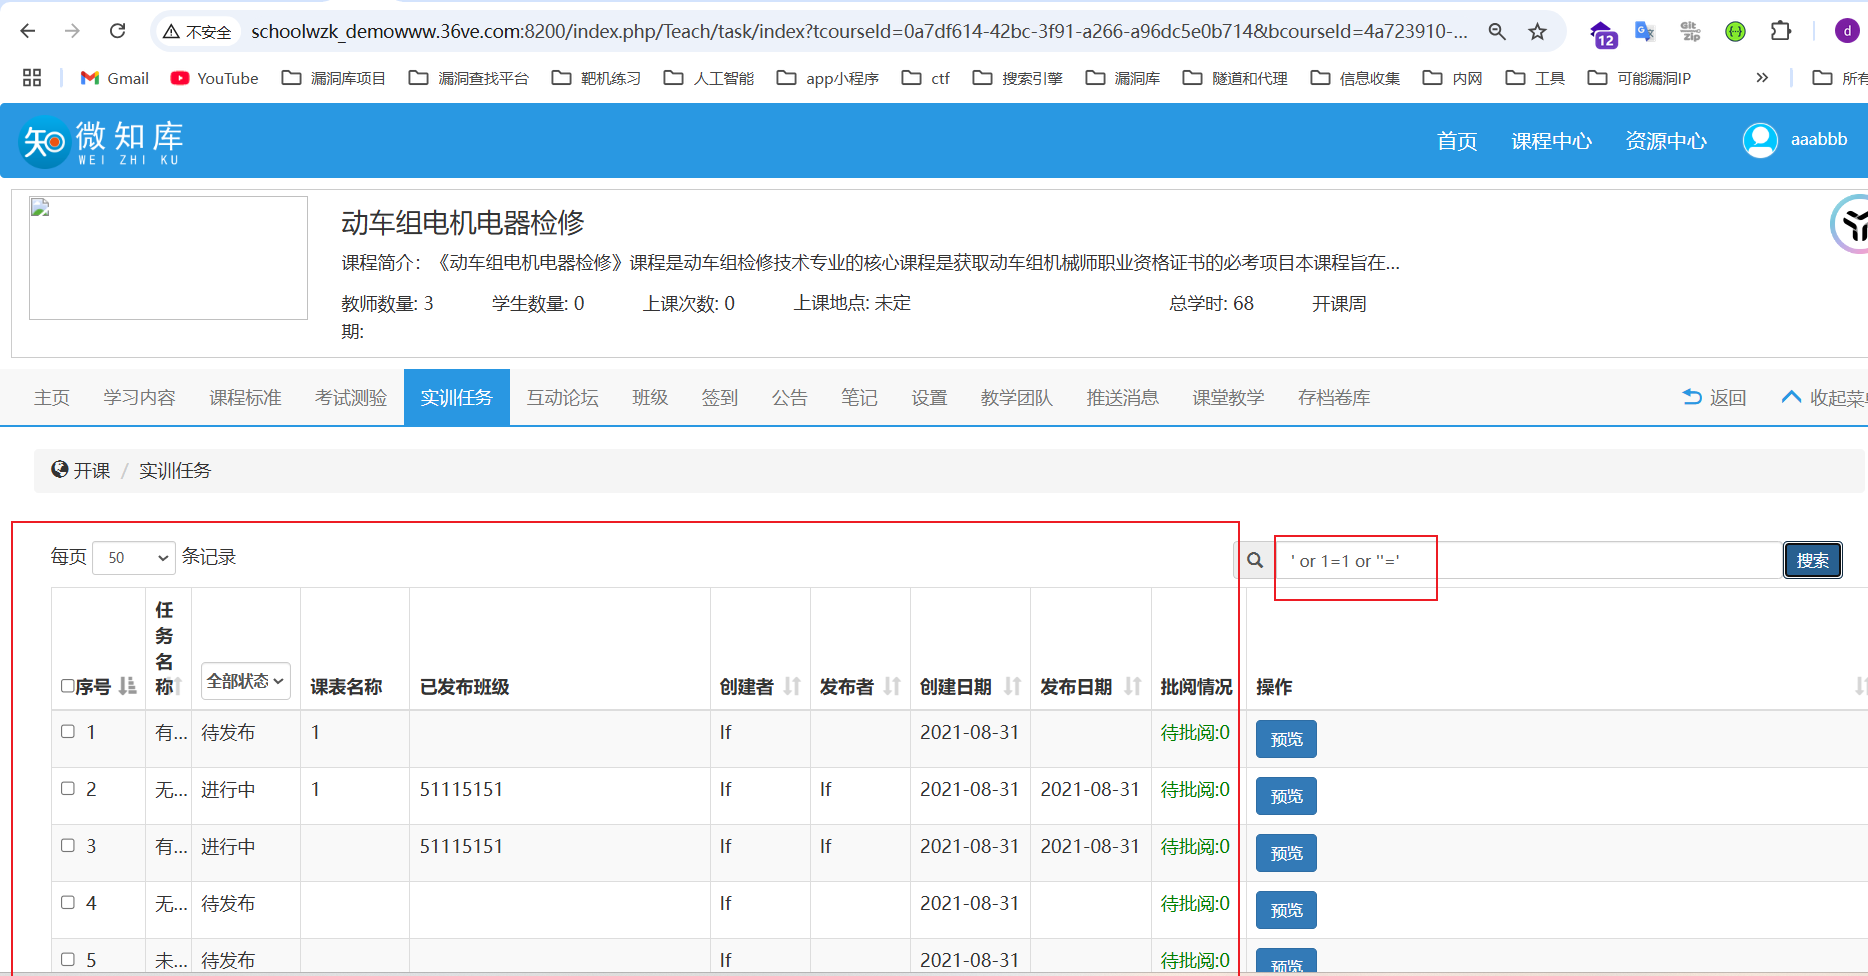 不安全 schoolwzk_demowww.36ve.com:8200/index.php/Teach/task/index?tcourseId=0a7df614-42bc-3f91-a266-a96dc5e0b714&bcourseId=4a723910-...
12
d
Gmail YouTube 漏洞库项目 漏洞查找平台 靶机练习 人工智能 app小程序 ctf 搜索引擎 漏洞库 隧道和代理 信息收集 内网 工具 可能漏洞IP » 所有
知 微知库
WEI ZHI KU
首页 课程中心 资源中心 aaabbb
动车组电机电器检修
课程简介：《动车组电机电器检修》课程是动车组检修技术专业的核心课程是获取动车组机械师职业资格证书的必考项目本课程旨在...
教师数量: 3 学生数量: 0 上课次数: 0 上课地点: 未定 总学时: 68 开课周
期:
主页 学习内容 课程标准 考试测验 实训任务 互动论坛 班级 签到 公告 笔记 设置 教学团队 推送消息 课堂教学 存档卷库 返回 收起菜单
开课 / 实训任务
每页 50 条记录
' or 1=1 or ''=' 搜索
序号 任务名称 全部状态 课表名称 已发布班级 创建者 发布者 创建日期 发布日期 批阅情况 操作
1 有... 待发布 1 lf 2021-08-31 待批阅:0 预览
2 无... 进行中 1 51115151 lf lf 2021-08-31 2021-08-31 待批阅:0 预览
3 有... 进行中 51115151 lf lf 2021-08-31 2021-08-31 待批阅:0 预览
4 无... 待发布 lf 2021-08-31 待批阅:0 预览
5 未... 待发布 lf 2021-08-31 待批阅:0 预览